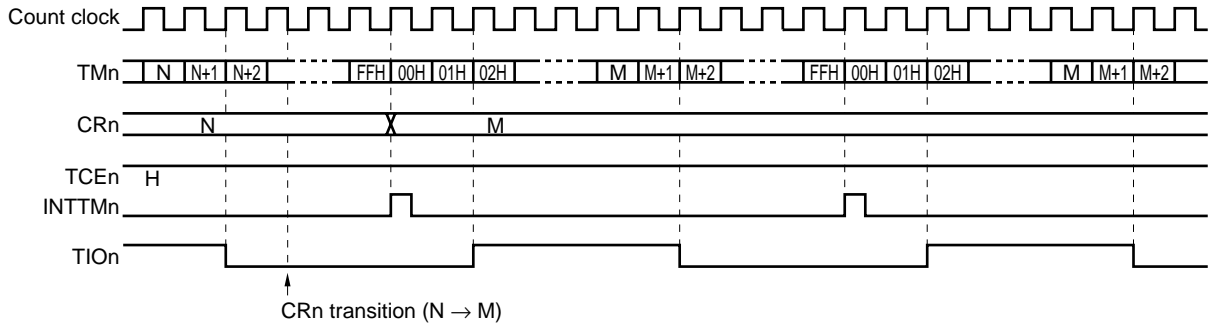 Count clock
TMn N N+1 N+2 FFH 00H 01H 02H M M+1 M+2 FFH 00H 01H 02H M M+1 M+2
CRn N M
TCEn H
INTTMn
TIOn
CRn transition (N → M)